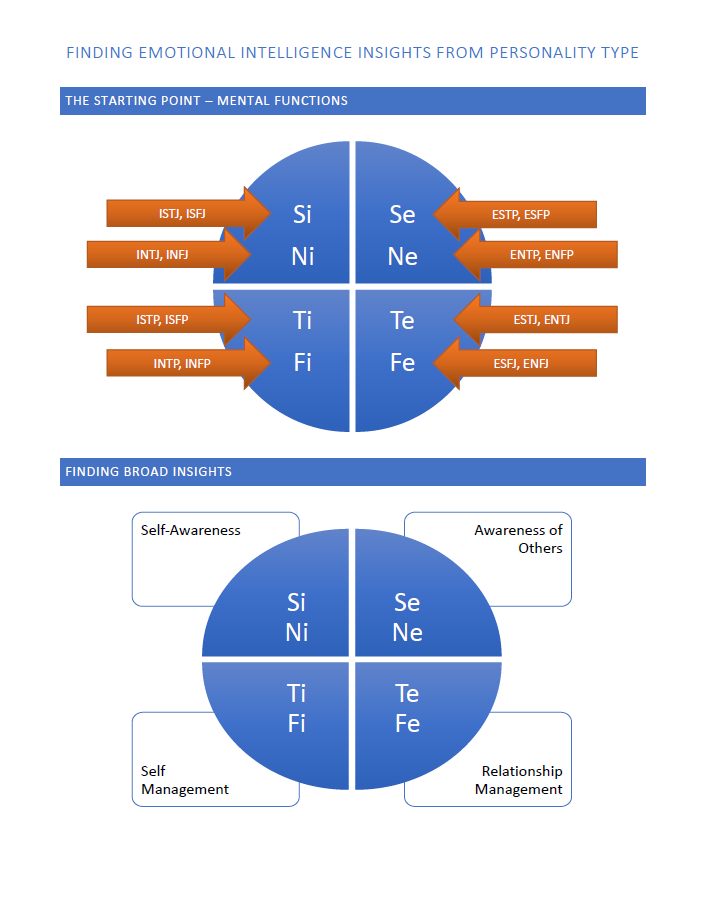 FINDING EMOTIONAL INTELLIGENCE INSIGHTS FROM PERSONALITY TYPE
THE STARTING POINT – MENTAL FUNCTIONS
ISTJ, ISFJ
Si
Se
ESTP, ESFP
INTJ, INFJ
Ni
Ne
ENTP, ENFP
ISTP, ISFP
Ti
Te
ESTJ, ENTJ
INTP, INFP
Fi
Fe
ESFJ, ENFJ
FINDING BROAD INSIGHTS
Self-Awareness
Awareness of
Others
Si
Ni
Se
Ne
Ti
Fi
Te
Fe
Self
Management
Relationship
Management